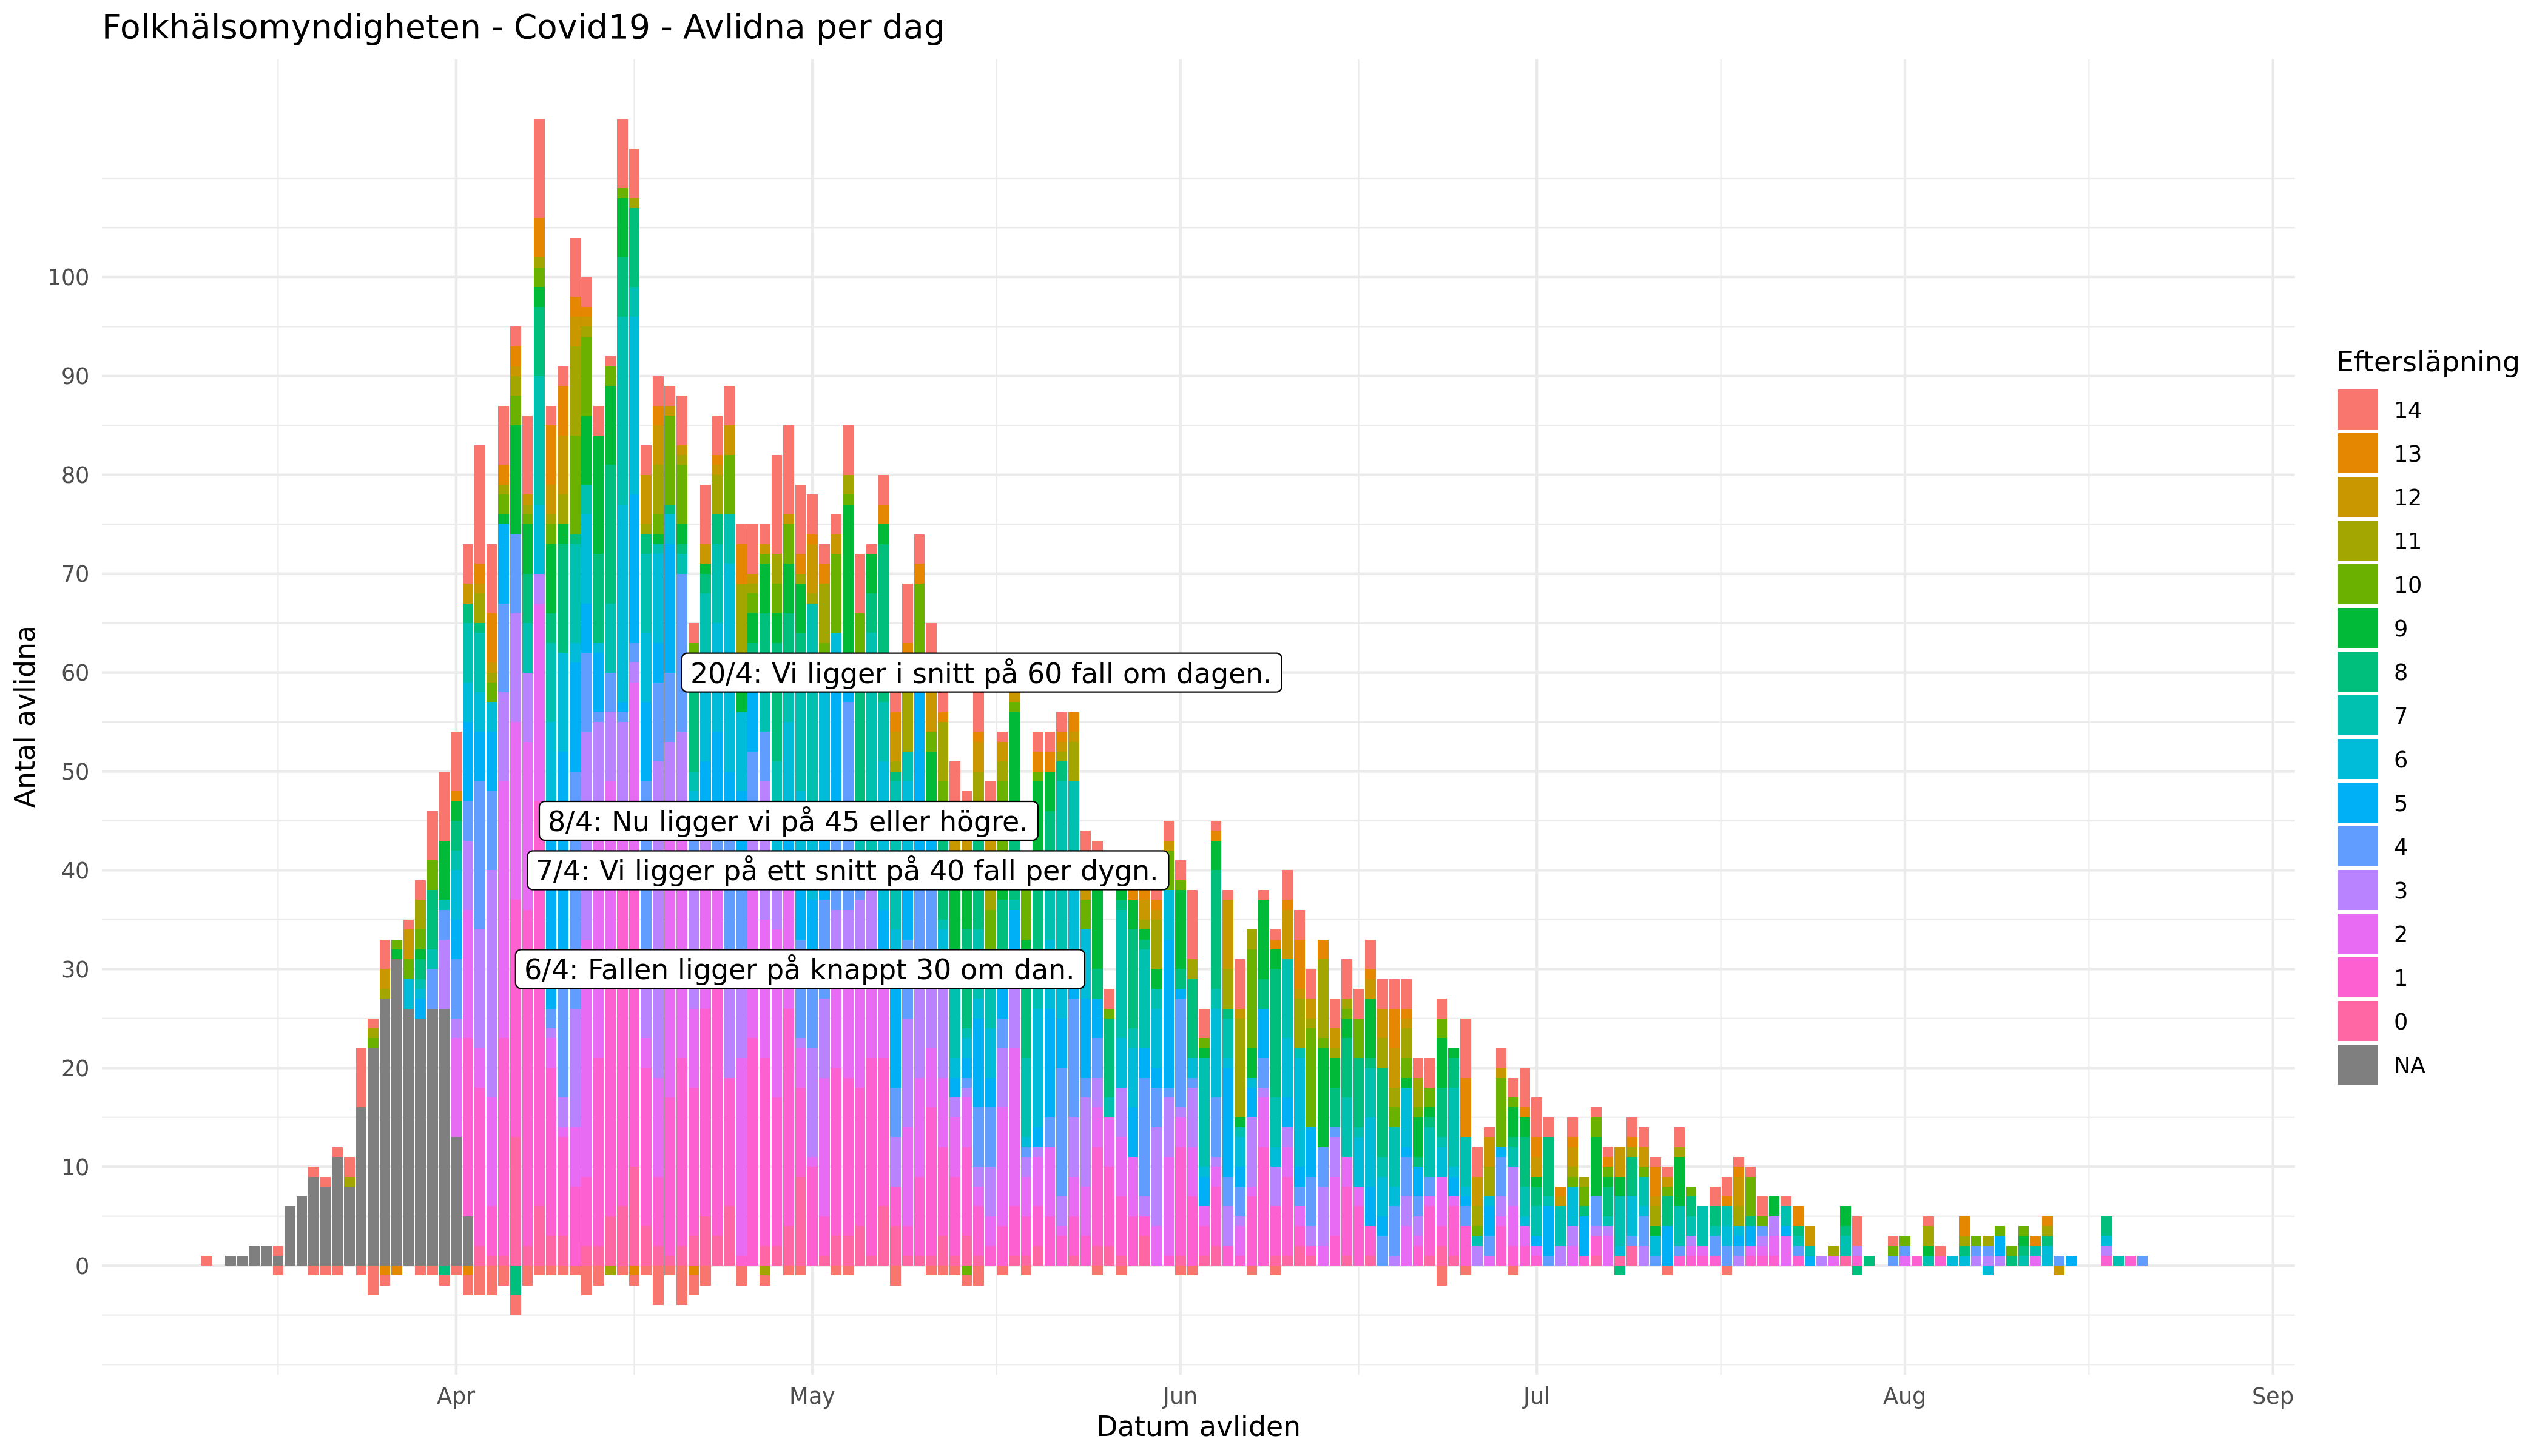 Folkhälsomyndigheten - Covid19 - Avlidna per dag
Antal avlidna
100
90
80
70
60
50
40
30
20
10
0
20/4: Vi ligger i snitt på 60 fall om dagen.
8/4: Nu ligger vi på 45 eller högre.
7/4: Vi ligger på ett snitt på 40 fall per dygn.
6/4: Fallen ligger på knappt 30 om dan.
Apr May Jun Jul Aug Sep
Datum avliden
Eftersläpning
14
13
12
11
10
9
8
7
6
5
4
3
2
1
0
NA